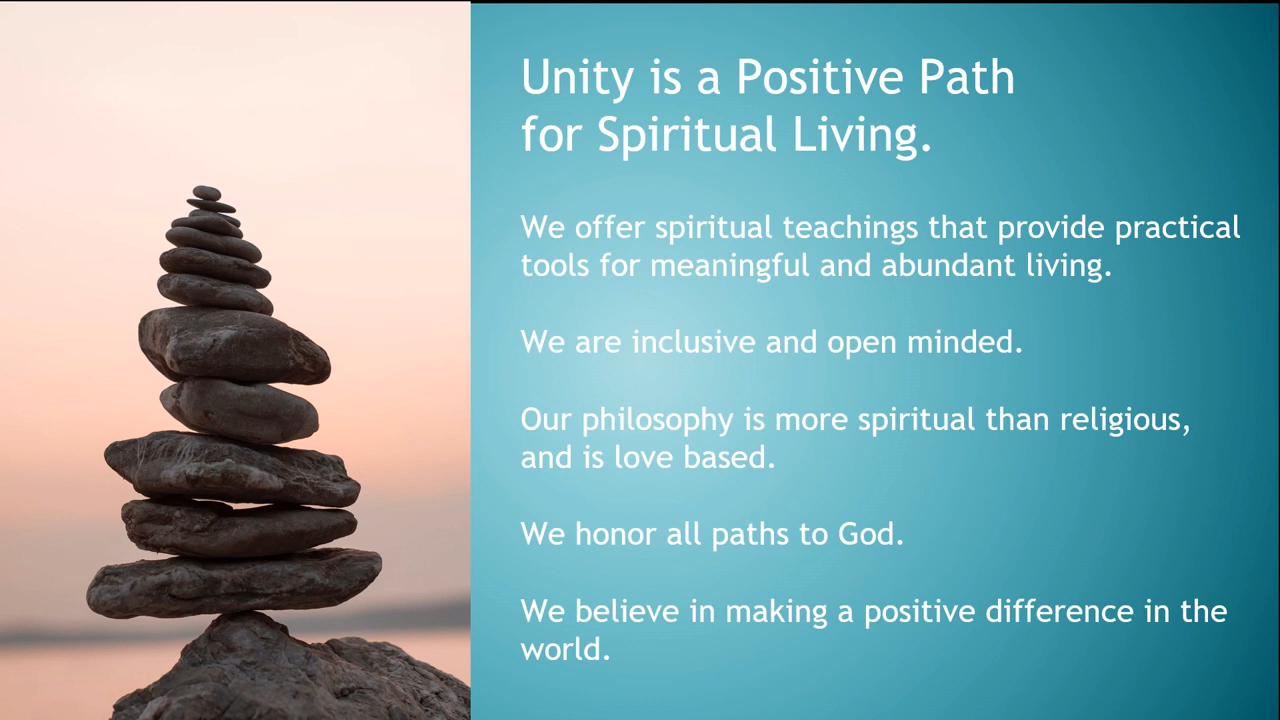 Unity is a Positive Path
for Spiritual Living.
We offer spiritual teachings that provide practical
tools for meaningful and abundant living.
We are inclusive and open minded.
Our philosophy is more spiritual than religious,
and is love based.
We honor all paths to God.
We believe in making a positive difference in the
world.